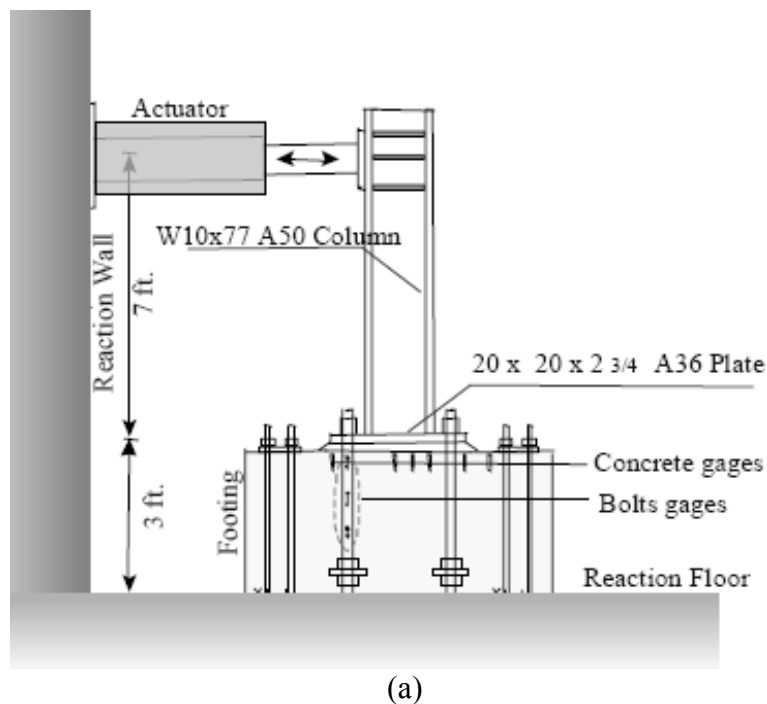 Actuator
W10x77 A50 Column
Reaction Wall
7 ft.
20 x 20 x 2 3/4 A36 Plate
Concrete gages
Bolts gages
3 ft.
Footing
Reaction Floor
(a)